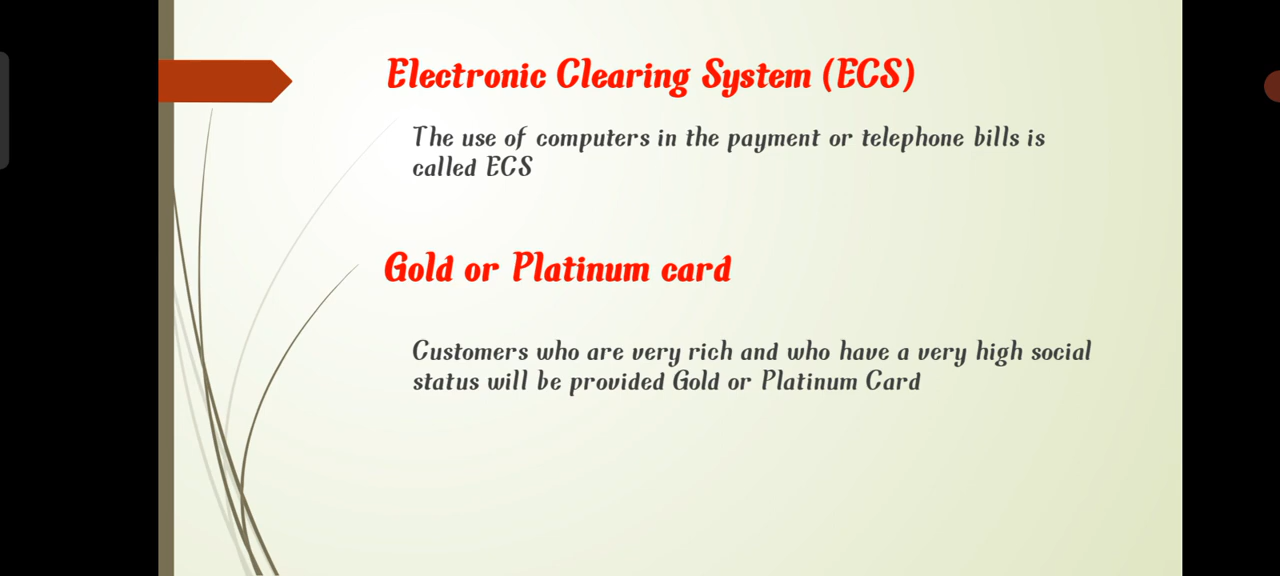 Electronic Clearing System (ECS)
The use of computers in the payment or telephone bills is
called ECS
Gold or Platinum card
Customers who are very rich and who have a very high social
status will be provided Gold or Platinum Card